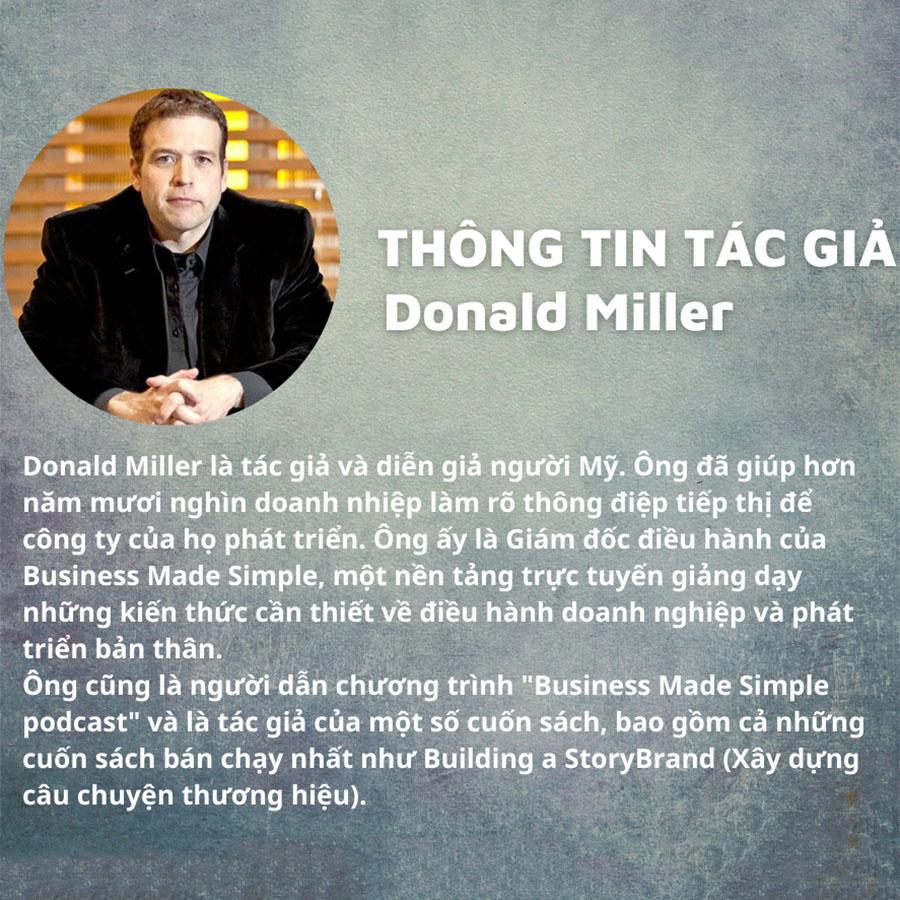 THÔNG TIN TÁC GIẢ
Donald Miller
Donald Miller là tác giả và diễn giả người Mỹ. Ông đã giúp hơn
năm mươi nghìn doanh nhiệp làm rõ thông điệp tiếp thị để
công ty của họ phát triển. Ông ấy là Giám đốc điều hành của
Business Made Simple, một nền tảng trực tuyến giảng dạy
những kiến thức cần thiết về điều hành doanh nghiệp và phát
triển bản thân.
Ông cũng là người dẫn chương trình "Business Made Simple
podcast" và là tác giả của một số cuốn sách, bao gồm cả những
cuốn sách bán chạy nhất như Building a StoryBrand (Xây dựng
câu chuyện thương hiệu).